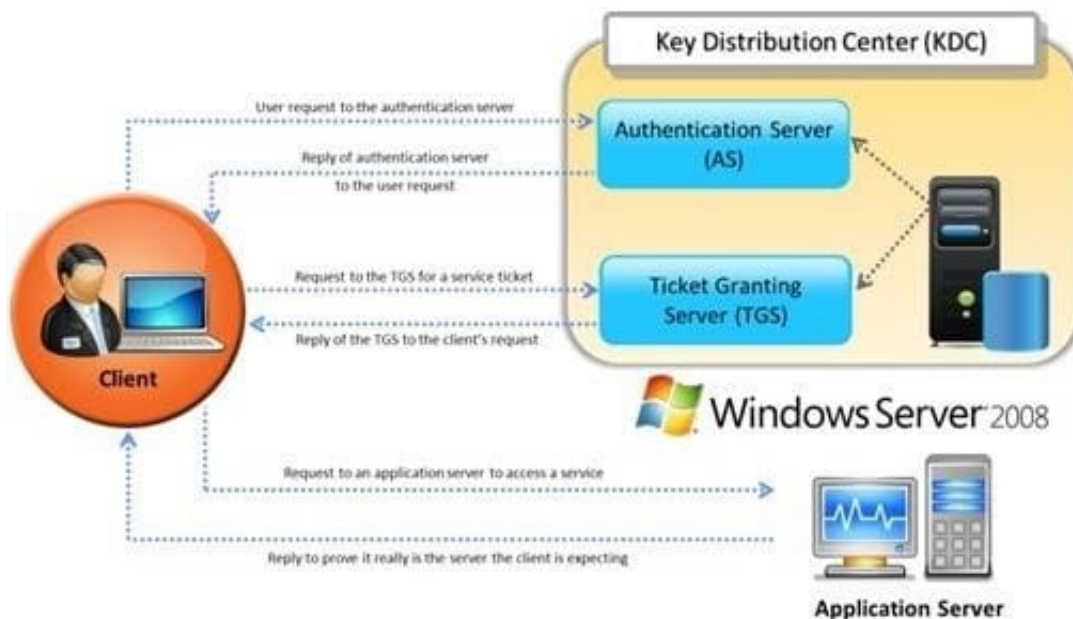 Key Distribution Center (KDC)
User request to the authentication server
Authentication Server
(AS)
Reply of authentication server
to the user request
Request to the TGS for a service ticket
Ticket Granting
Server (TGS)
Reply of the TGS to the client's request
Client
Windows Server 2008
Request to an application server to access a service
Reply to prove it really is the server the client is expecting
Application Server